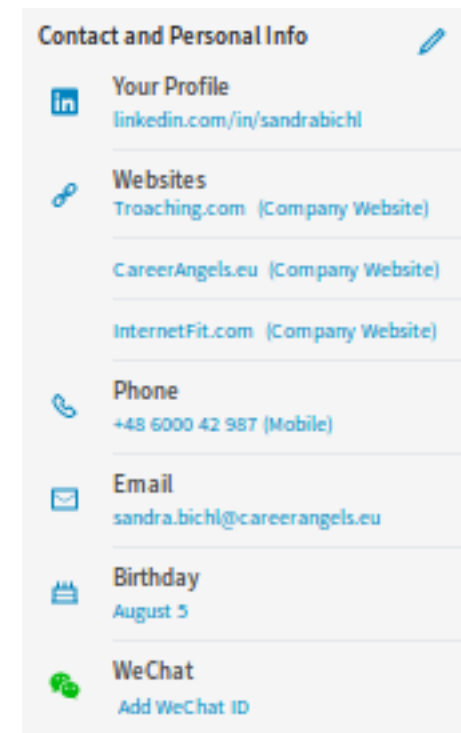 Contact and Personal Info
in
Your Profile
linkedin.com/in/sandrabichl
Websites
Troaching.com (Company Website)
CareerAngels.eu (Company Website)
InternetFit.com (Company Website)
Phone
+48 6000 42 987 (Mobile)
Email
sandra.bichl@careerangels.eu
Birthday
August 5
WeChat
Add WeChat ID